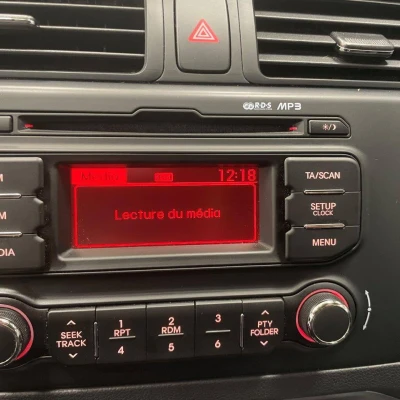 RDS MP3
12:18
Lecture du média
TA/SCAN
SETUP
CLOCK
MENU
DIA
SEEK
TRACK
1
RPT
4
2
RDM
5
3
6
PTY
FOLDER